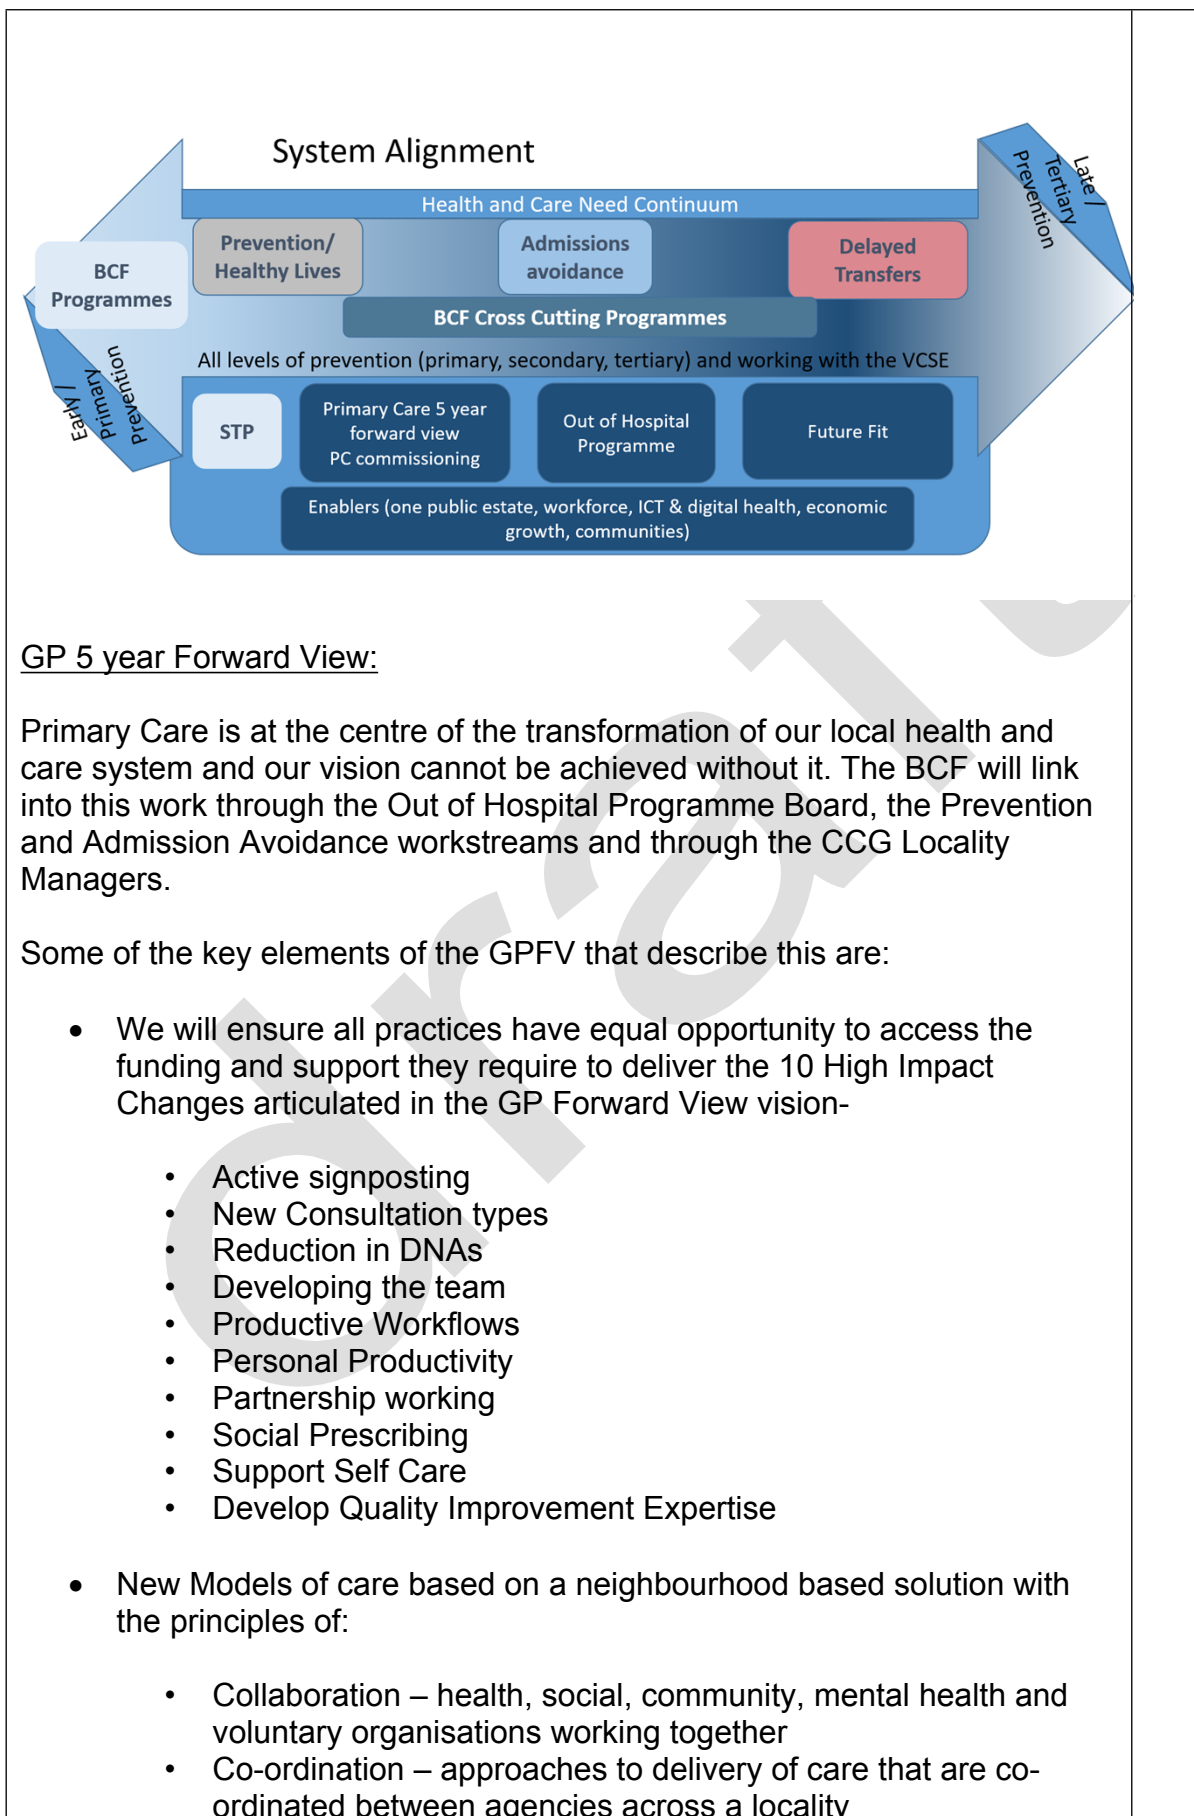 System Alignment
Health and Care Need Continuum
Late /
Tertiary
Prevention
BCF
Programmes
Prevention/
Healthy Lives
Admissions
avoidance
Delayed
Transfers
BCF Cross Cutting Programmes
All levels of prevention (primary, secondary, tertiary) and working with the VCSE
Early /
Primary
Prevention
STP
Primary Care 5 year
forward view
PC commissioning
Out of Hospital
Programme
Future Fit
Enablers (one public estate, workforce, ICT & digital health, economic
growth, communities)
draft
GP 5 year Forward View:
Primary Care is at the centre of the transformation of our local health and
care system and our vision cannot be achieved without it. The BCF will link
into this work through the Out of Hospital Programme Board, the Prevention
and Admission Avoidance workstreams and through the CCG Locality
Managers.
Some of the key elements of the GPFV that describe this are:
• We will ensure all practices have equal opportunity to access the
funding and support they require to deliver the 10 High Impact
Changes articulated in the GP Forward View vision-
• Active signposting
• New Consultation types
• Reduction in DNAs
• Developing the team
• Productive Workflows
• Personal Productivity
• Partnership working
• Social Prescribing
• Support Self Care
• Develop Quality Improvement Expertise
• New Models of care based on a neighbourhood based solution with
the principles of:
• Collaboration – health, social, community, mental health and
voluntary organisations working together
• Co-ordination – approaches to delivery of care that are co-
ordinated between agencies across a locality